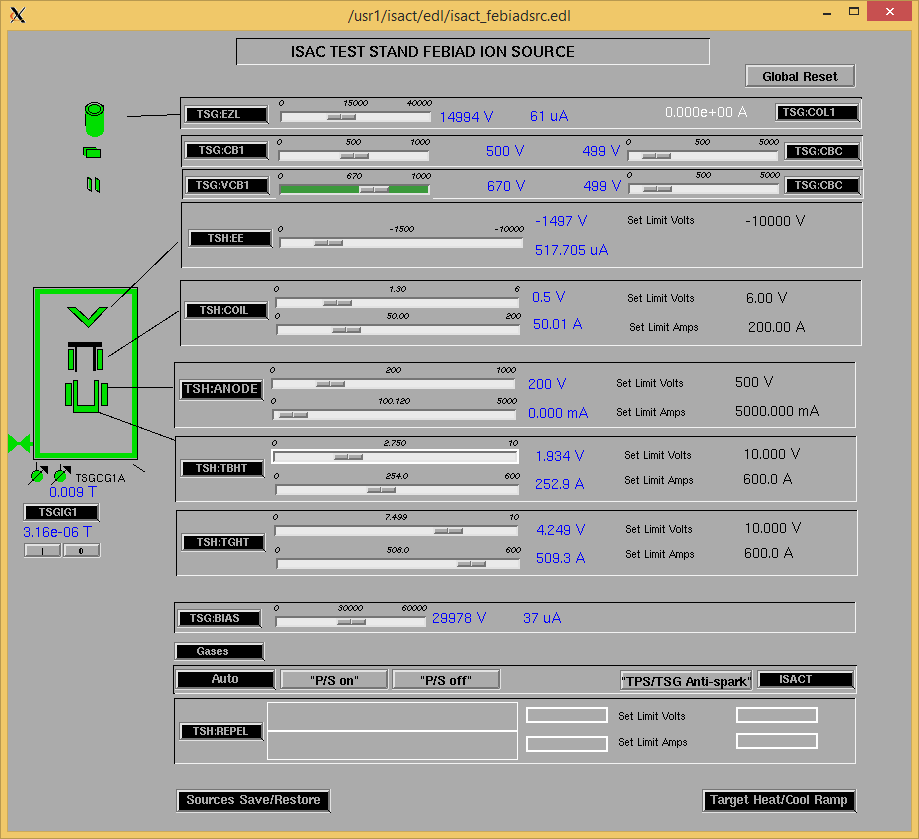 /usr1/isact/edl/isact_febiadsrc.edl
ISAC TEST STAND FEBIAD ION SOURCE
Global Reset
TSG:EZL 0 15000 40000 14994 V 61 uA 0.000e+00 A TSG:COL1
TSG:CB1 0 500 1000 500 V 499 V 0 500 5000 TSG:CBC
TSG:VCB1 0 670 1000 670 V 499 V 0 500 5000 TSG:CBC
TSH:EE 0 -1500 -10000 -1497 V Set Limit Volts -10000 V
517.705 uA
TSH:COIL 0 1.30 6 0.5 V Set Limit Volts 6.00 V
0 50.00 200 50.01 A Set Limit Amps 200.00 A
TSH:ANODE 0 200 1000 200 V Set Limit Volts 500 V
0 100.120 5000 0.000 mA Set Limit Amps 5000.000 mA
TSH:TBHT 0 2.750 10 1.934 V Set Limit Volts 10.000 V
0 254.0 600 252.9 A Set Limit Amps 600.0 A
TSGCG1A
0.009 T
TSGIG1
3.16e-06 T
I 0
TSH:TGHT 0 7.499 10 4.249 V Set Limit Volts 10.000 V
0 506.0 600 509.3 A Set Limit Amps 600.0 A
TSG:BIAS 0 30000 60000 29978 V 37 uA
Gases
Auto "P/S on" "P/S off" "TPS/TSG Anti-spark" ISACT
TSH:REPEL Set Limit Volts
Set Limit Amps
Sources Save/Restore Target Heat/Cool Ramp